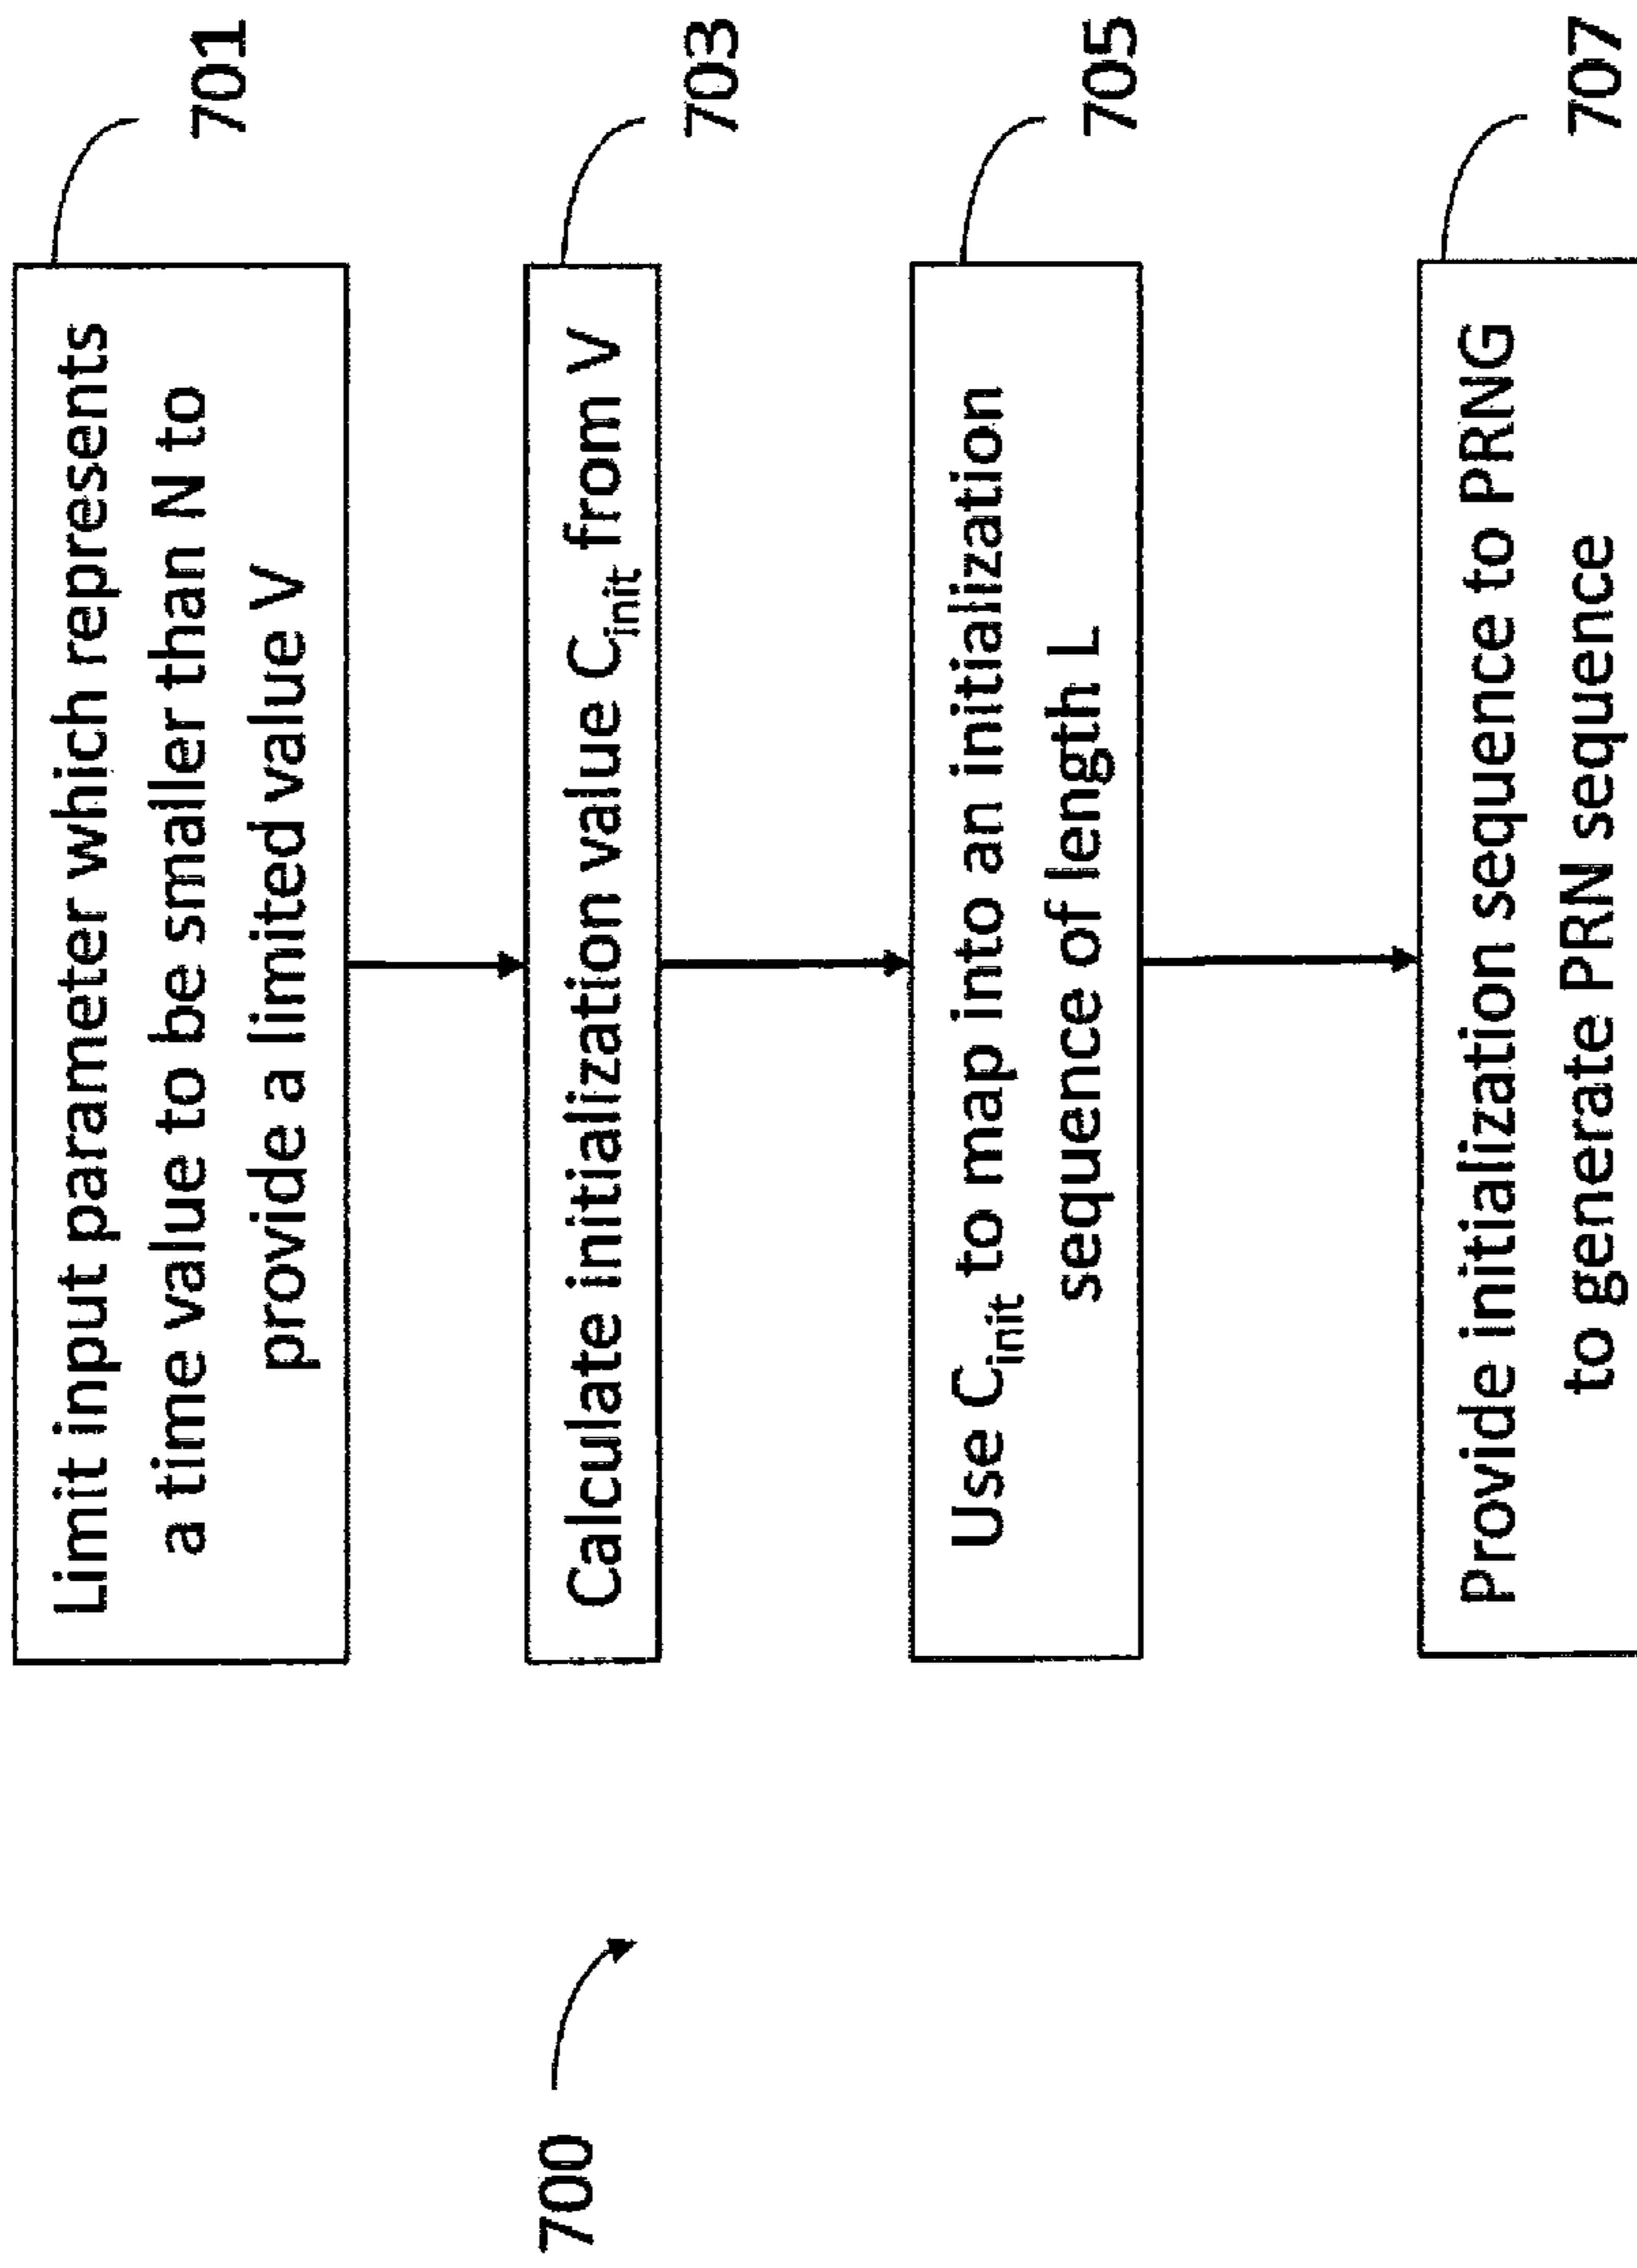 700
Limit input parameter which represents
a time value to be smaller than N to
provide a limited value V
701
Calculate initialization value Cinit from V
703
Use Cinit to map into an initialization
sequence of length L
705
Provide initialization sequence to PRNG
to generate PRN sequence
707